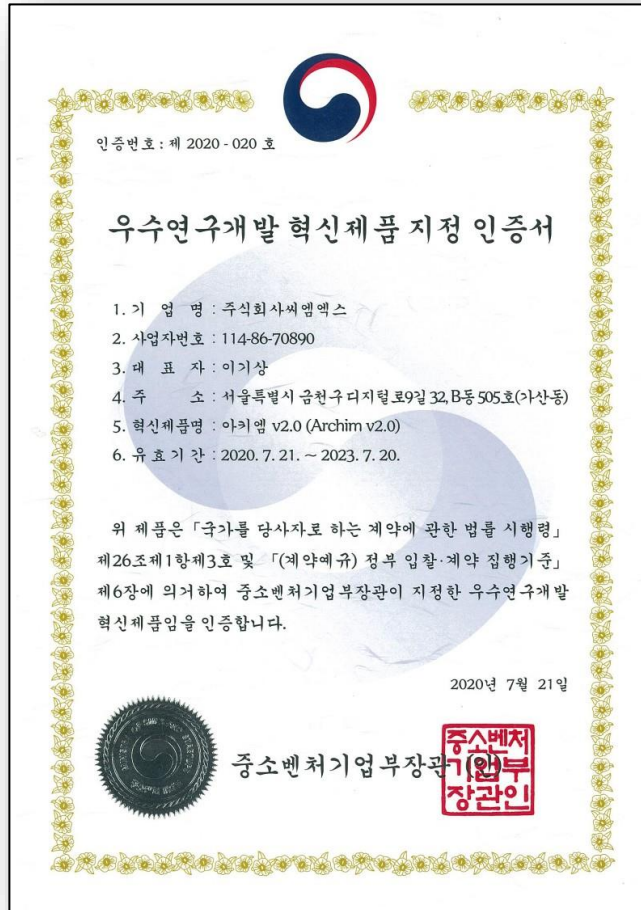 인증번호 : 제 2020 - 020 호
우수연구개발 혁신제품 지정 인증서
1. 기 업 명 : 주식회사씨엠엑스
2. 사업자번호 : 114-86-70890
3. 대 표 자 : 이기상
4. 주 소 : 서울특별시 금천구 디지털로9길 32, B동 505호(가산동)
5. 혁신제품명 : 아키엠 v2.0 (Archim v2.0)
6. 유효기간 : 2020. 7. 21. ~ 2023. 7. 20.
위 제품은 「국가를 당사자로 하는 계약에 관한 법률 시행령」
제26조제1항제3호 및 「(계약예규) 정부 입찰·계약 집행기준」
제6장에 의거하여 중소벤처기업부장관이 지정한 우수연구개발
혁신제품임을 인증합니다.
2020년 7월 21일
중소벤처기업부장관 (인)
중소벤처
기업부
장관인